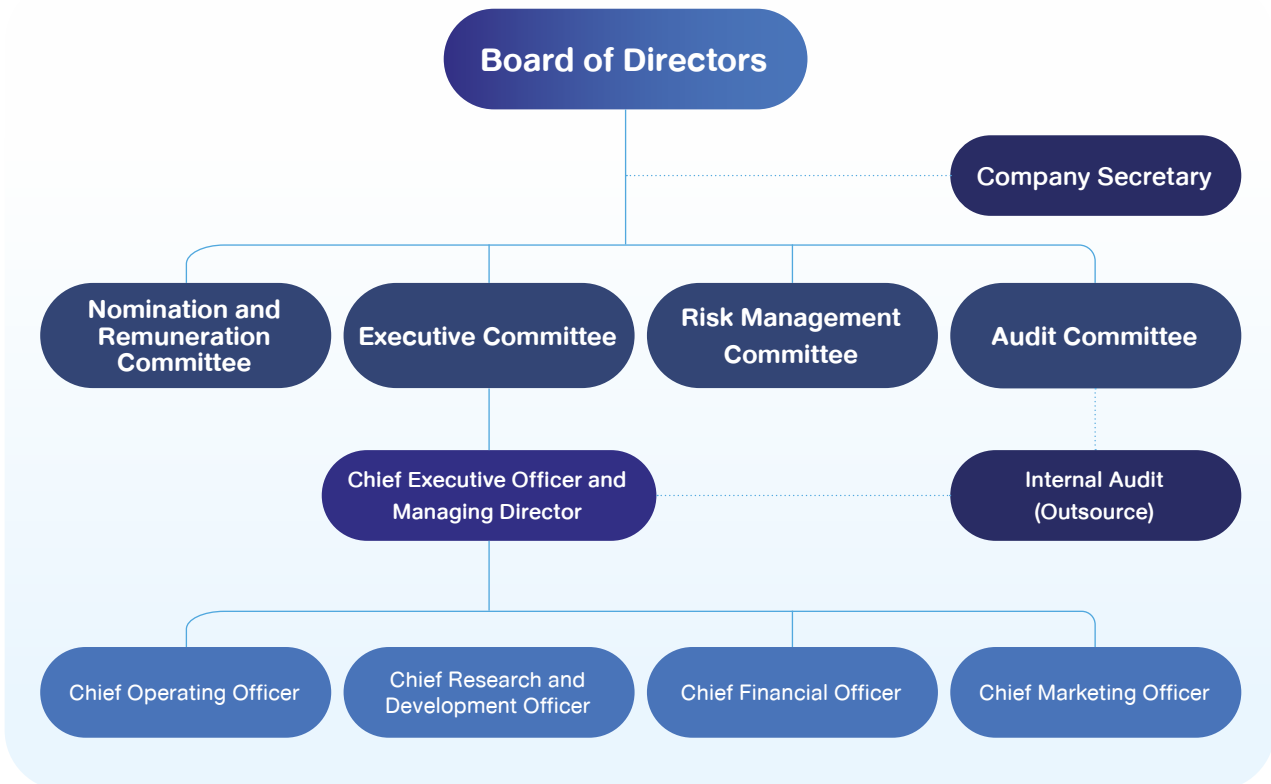 Board of Directors
Company Secretary
Nomination and
Remuneration
Committee
Executive Committee
Risk Management
Committee
Audit Committee
Chief Executive Officer and
Managing Director
Internal Audit
(Outsource)
Chief Operating Officer
Chief Research and
Development Officer
Chief Financial Officer
Chief Marketing Officer